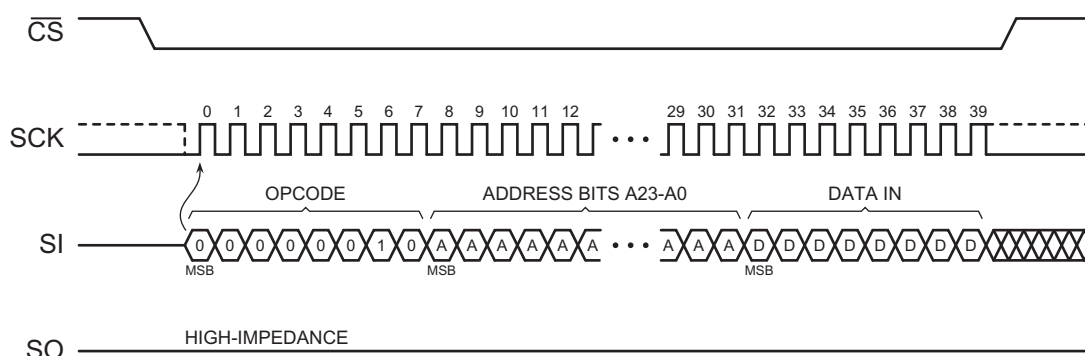 CS
0 1 2 3 4 5 6 7 8 9 10 11 12 29 30 31 32 33 34 35 36 37 38 39
SCK
OPCODE ADDRESS BITS A23-A0 DATA IN
SI 0 0 0 0 0 0 1 0 A A A A A A A A A D D D D D D D D
MSB MSB MSB
HIGH-IMPEDANCE
SO